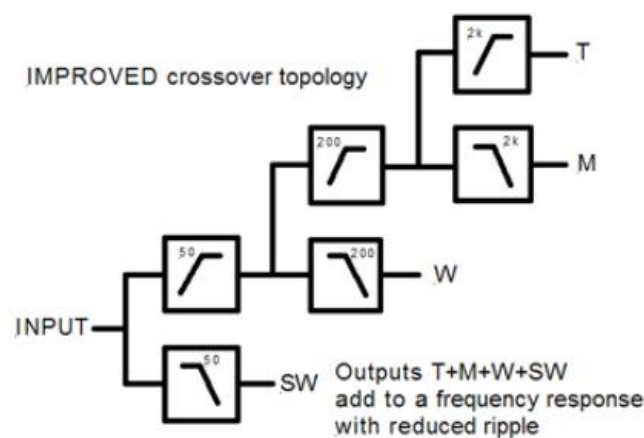 2k
T
IMPROVED crossover topology
200
2k
M
50
200
W
INPUT
50
SW
Outputs T+M+W+SW
add to a frequency response
with reduced ripple